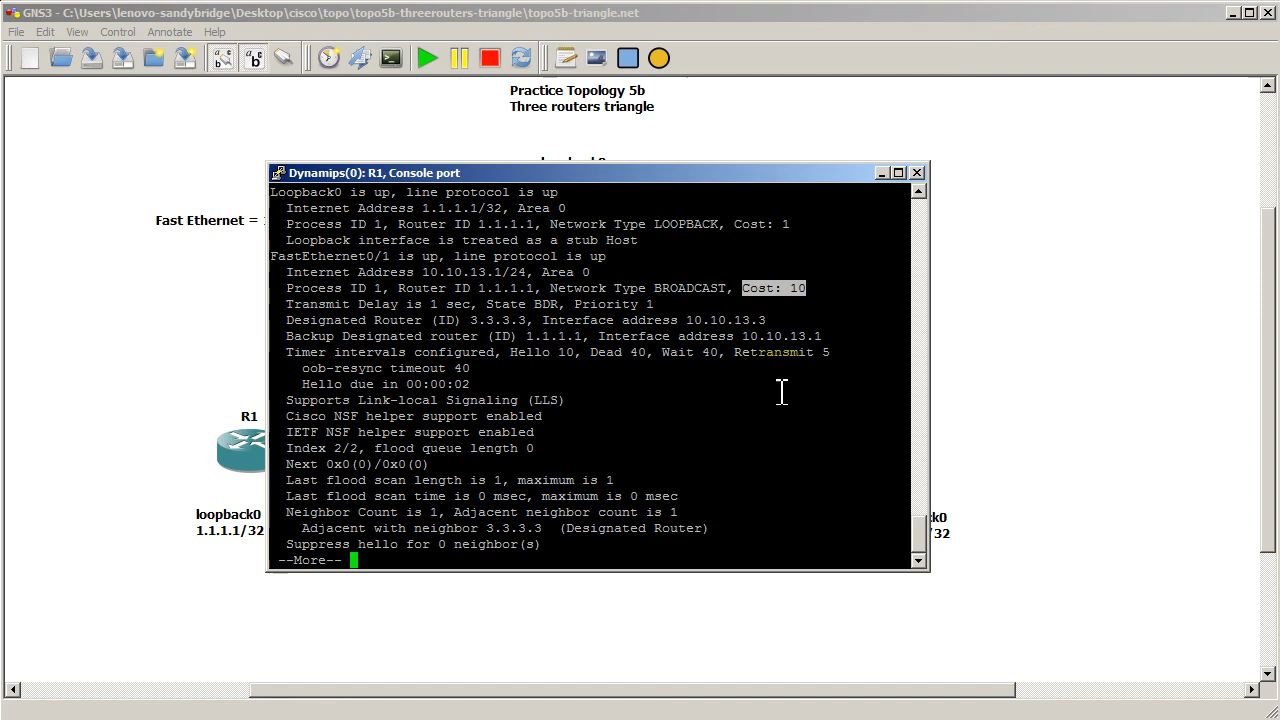 GNS3 - C:\Users\lenovo-sandybridge\Desktop\cisco\topo\topo5b-threerouters-triangle\topo5b-triangle.net
File Edit View Control Annotate Help
Practice Topology 5b
Three routers triangle
Fast Ethernet =
Dynamips(0): R1, Console port
Loopback0 is up, line protocol is up
Internet Address 1.1.1.1/32, Area 0
Process ID 1, Router ID 1.1.1.1, Network Type LOOPBACK, Cost: 1
Loopback interface is treated as a stub Host
FastEthernet0/1 is up, line protocol is up
Internet Address 10.10.13.1/24, Area 0
Process ID 1, Router ID 1.1.1.1, Network Type BROADCAST, Cost: 10
Transmit Delay is 1 sec, State BDR, Priority 1
Designated Router (ID) 3.3.3.3, Interface address 10.10.13.3
Backup Designated router (ID) 1.1.1.1, Interface address 10.10.13.1
Timer intervals configured, Hello 10, Dead 40, Wait 40, Retransmit 5
oob-resync timeout 40
Hello due in 00:00:02
Supports Link-local Signaling (LLS)
Cisco NSF helper support enabled
IETF NSF helper support enabled
Index 2/2, flood queue length 0
Next 0x0(0)/0x0(0)
Last flood scan length is 1, maximum is 1
Last flood scan time is 0 msec, maximum is 0 msec
Neighbor Count is 1, Adjacent neighbor count is 1
Adjacent with neighbor 3.3.3.3 (Designated Router)
Suppress hello for 0 neighbor(s)
--More--
R1
loopback0
1.1.1.1/32
k0
/32